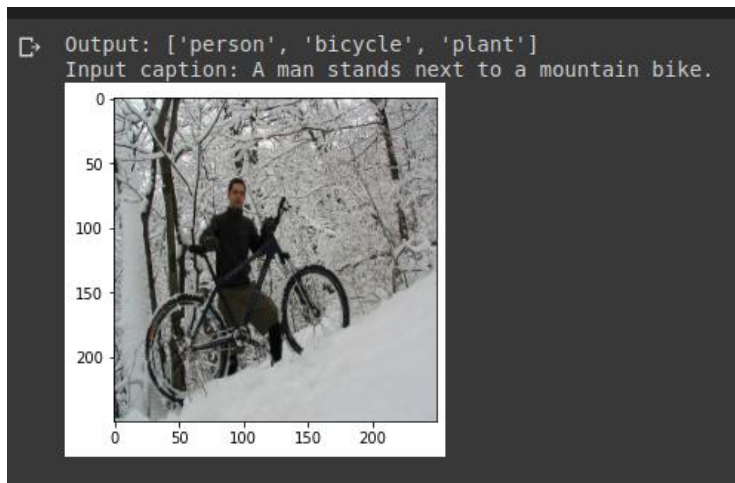 Output: ['person', 'bicycle', 'plant']
Input caption: A man stands next to a mountain bike.
0
50
100
150
200
0 50 100 150 200